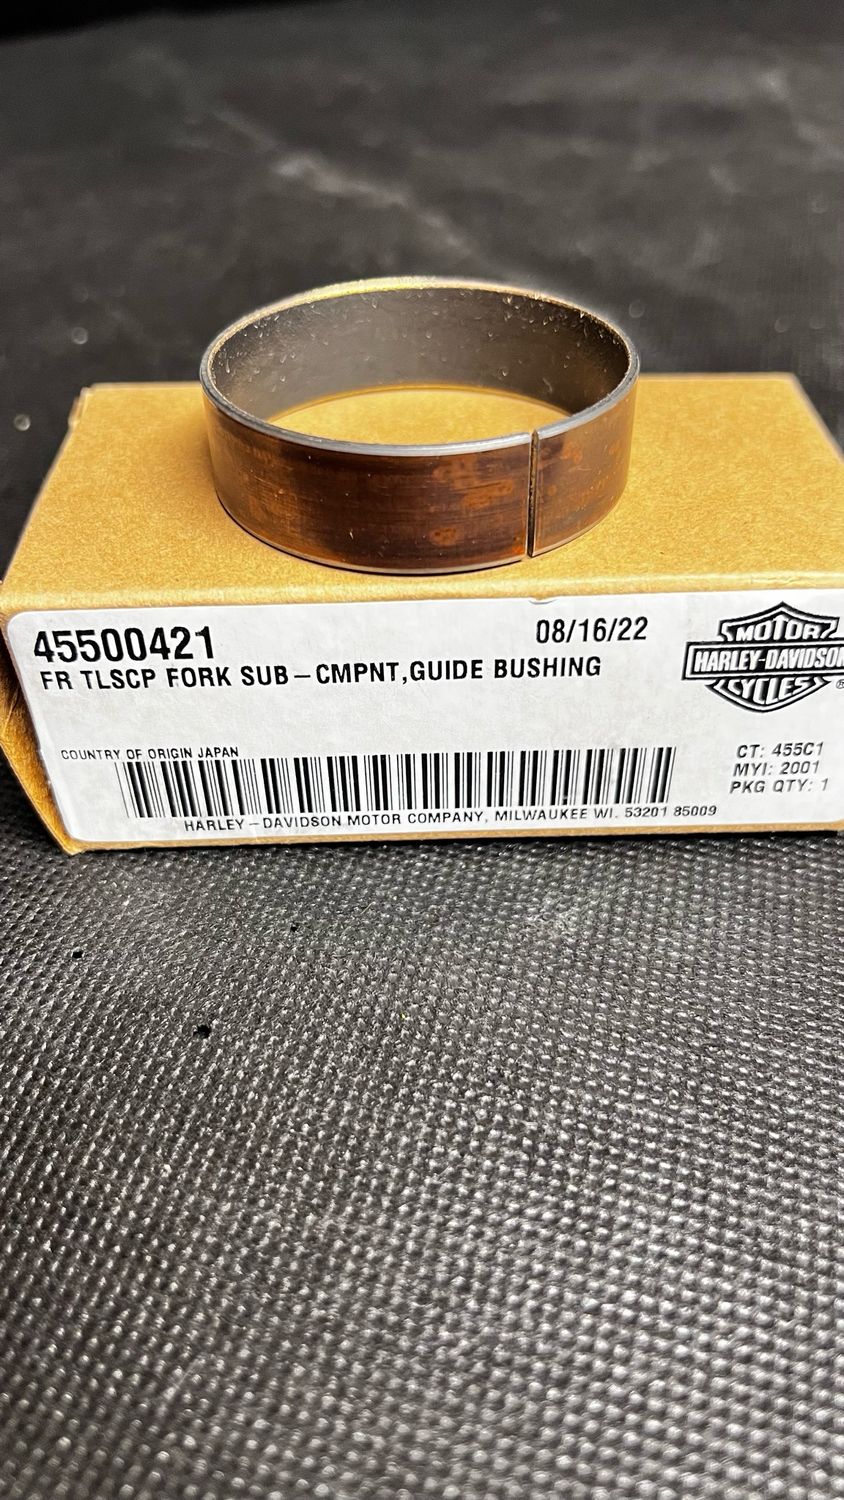 45500421
08/16/22
FR TLSCP FORK SUB-CMPNT,GUIDE BUSHING
MOTOR
HARLEY-DAVIDSON
CYCLES
®
COUNTRY OF ORIGIN JAPAN
CT: 455C1
MYI: 2001
PKG QTY: 1
HARLEY-DAVIDSON MOTOR COMPANY, MILWAUKEE WI. 53201 85009